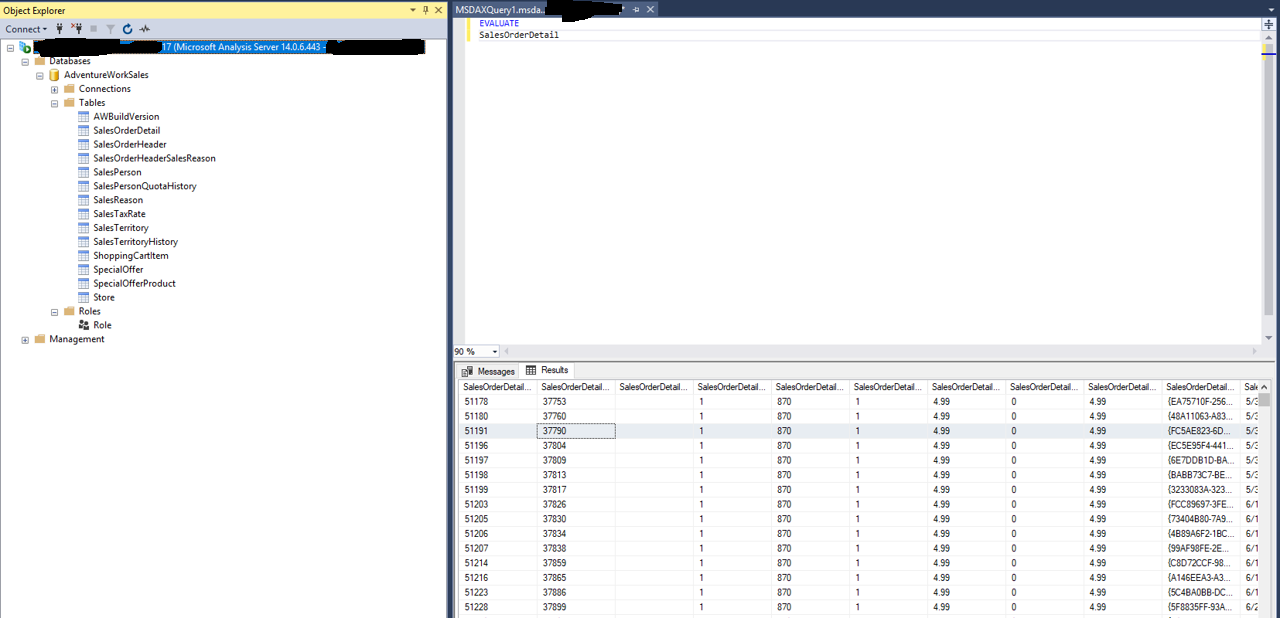 Object Explorer
Connect
17 (Microsoft Analysis Server 14.0.6.443 -
Databases
AdventureWorkSales
Connections
Tables
AWBuildVersion
SalesOrderDetail
SalesOrderHeader
SalesOrderHeaderSalesReason
SalesPerson
SalesPersonQuotaHistory
SalesReason
SalesTaxRate
SalesTerritory
SalesTerritoryHistory
ShoppingCartItem
SpecialOffer
SpecialOfferProduct
Store
Roles
Role
Management
MSDAXQuery1.msda...
EVALUATE
SalesOrderDetail
90 %
Messages Results
SalesOrderDetail... SalesOrderDetail... SalesOrderDetail... SalesOrderDetail... SalesOrderDetail... SalesOrderDetail... SalesOrderDetail... SalesOrderDetail... SalesOrderDetail... SalesOrderDetail... Sale
51178 37753 1 870 1 4.99 0 4.99 {EA75710F-256... 5/3
51180 37760 1 870 1 4.99 0 4.99 {48A11063-A83... 5/3
51191 37790 1 870 1 4.99 0 4.99 {FC5AE823-6D... 5/3
51196 37804 1 870 1 4.99 0 4.99 {EC5E95F4-441... 5/3
51197 37809 1 870 1 4.99 0 4.99 {6E7DDB1D-BA... 5/3
51198 37813 1 870 1 4.99 0 4.99 {BABB73C7-BE... 5/3
51199 37817 1 870 1 4.99 0 4.99 {3233083A-323... 5/3
51203 37826 1 870 1 4.99 0 4.99 {FCC89697-3FE... 6/1
51205 37830 1 870 1 4.99 0 4.99 {73404B80-7A9... 6/1
51206 37834 1 870 1 4.99 0 4.99 {4B89A6F2-1BC... 6/1
51207 37838 1 870 1 4.99 0 4.99 {99AF98FE-2E... 6/1
51214 37859 1 870 1 4.99 0 4.99 {C8D72CCF-98... 6/1
51216 37865 1 870 1 4.99 0 4.99 {A146EEA3-A3... 6/1
51223 37886 1 870 1 4.99 0 4.99 {5C4BA0BB-DC... 6/1
51228 37899 1 870 1 4.99 0 4.99 {5F8835FF-93A... 6/2